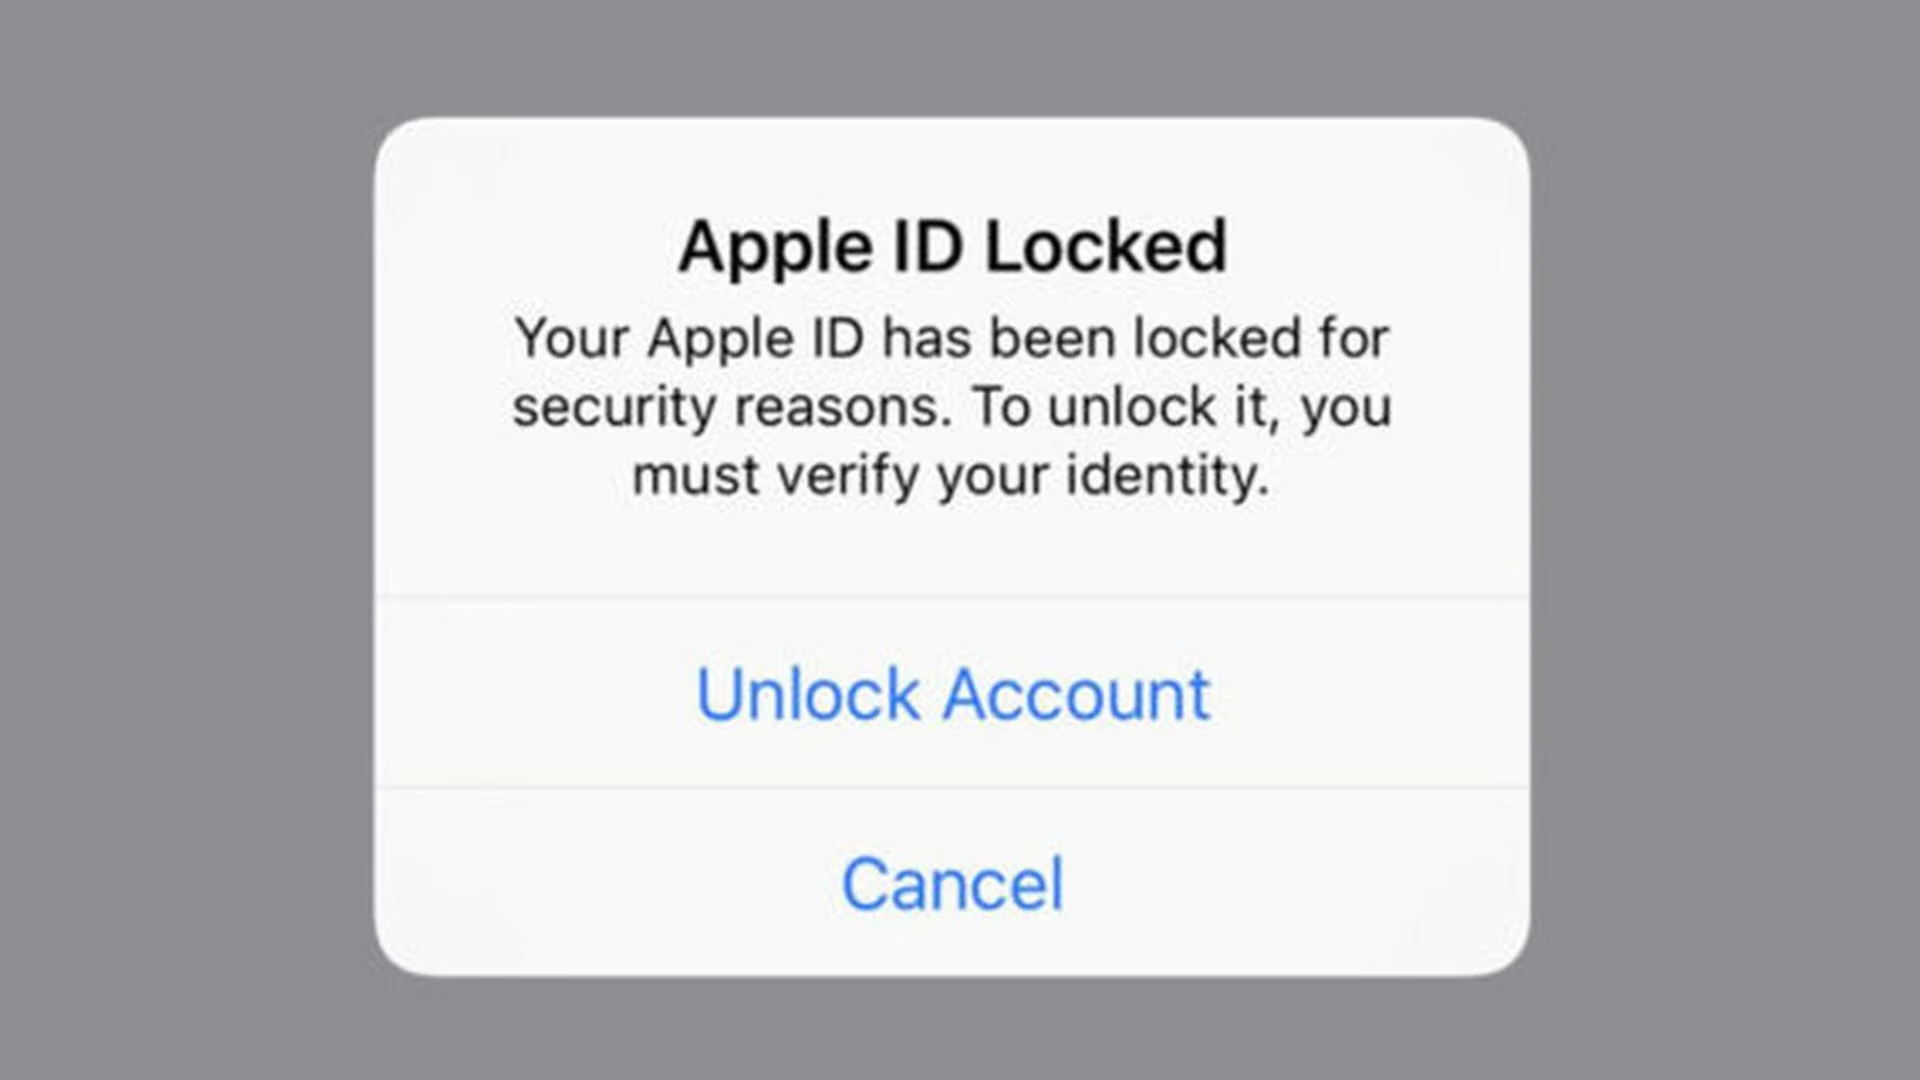 Apple ID Locked
Your Apple ID has been locked for
security reasons. To unlock it, you
must verify your identity.
Unlock Account
Cancel